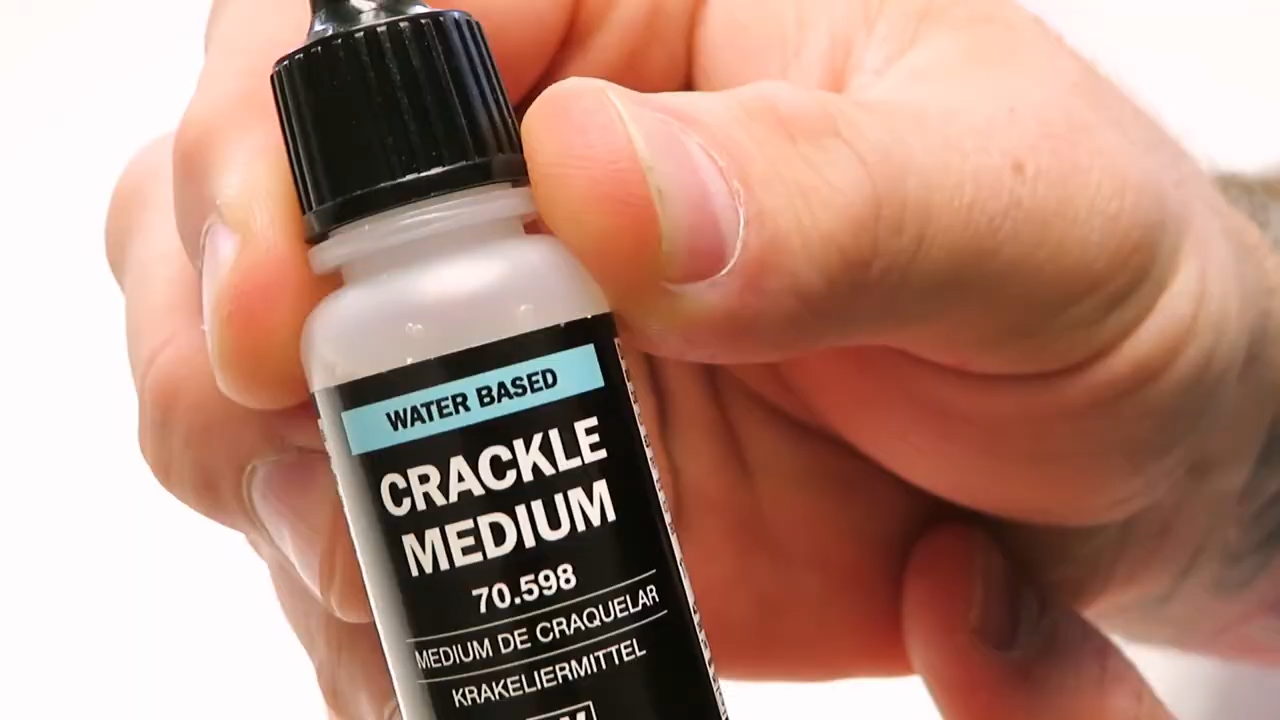 WATER BASED
CRACKLE
MEDIUM
70.598
MEDIUM DE CRAQUELAR
KRAKELIERMITTEL